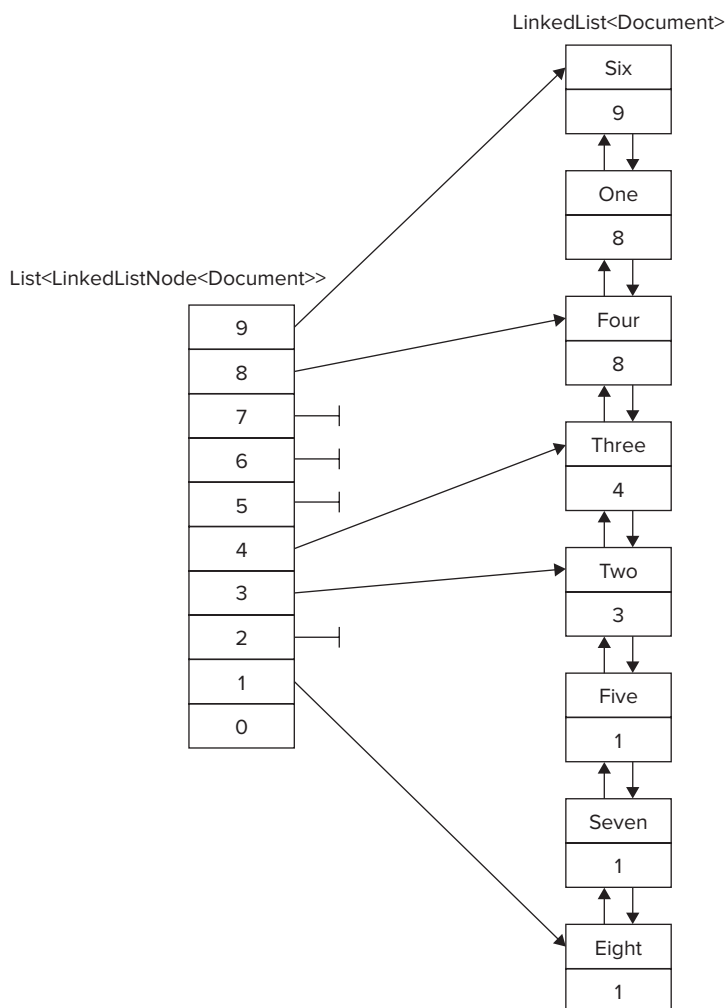 LinkedList<Document>
Six
9
One
8
List<LinkedListNode<Document>>
9
8
7
6
5
4
3
2
1
0
Four
8
Three
4
Two
3
Five
1
Seven
1
Eight
1